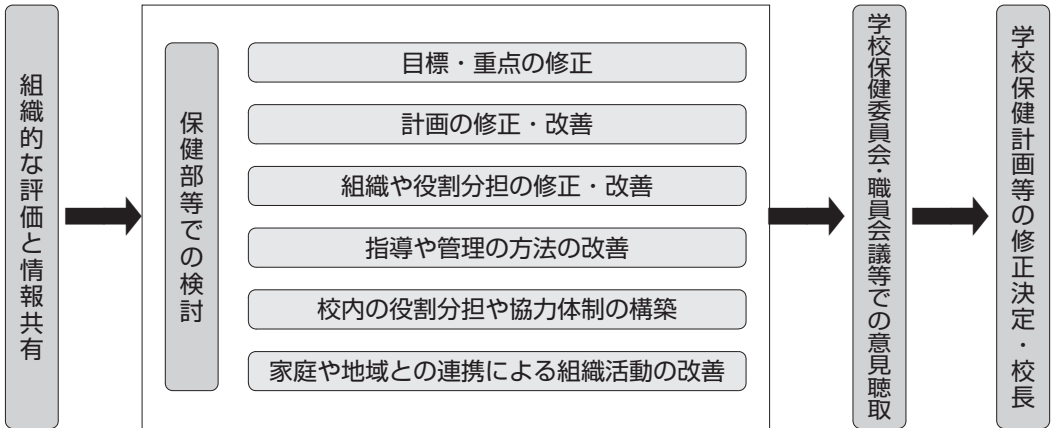 組織的な評価と情報共有
保健部等での検討
目標・重点の修正
計画の修正・改善
組織や役割分担の修正・改善
指導や管理の方法の改善
校内の役割分担や協力体制の構築
家庭や地域との連携による組織活動の改善
学校保健委員会・職員会議等での意見聴取
学校保健計画等の修正決定・校長